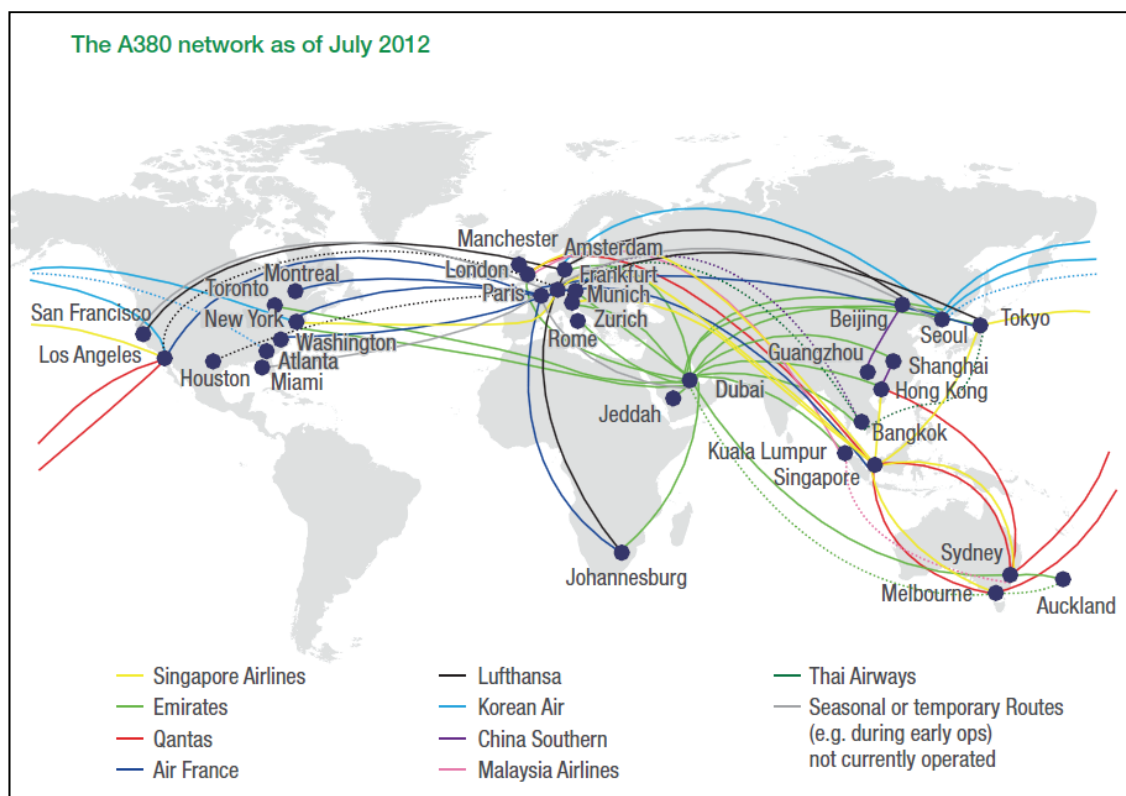 The A380 network as of July 2012
Manchester
Amsterdam
London
Frankfurt
Montreal
Toronto
Paris
Munich
San Francisco
New York
Zurich
Beijing
Seoul
Tokyo
Rome
Washington
Los Angeles
Atlanta
Guangzhou
Shanghai
Houston
Miami
Dubai
Hong Kong
Jeddah
Bangkok
Kuala Lumpur
Singapore
Sydney
Johannesburg
Melbourne
Auckland
Singapore Airlines
Emirates
Qantas
Air France
Lufthansa
Korean Air
China Southern
Malaysia Airlines
Thai Airways
Seasonal or temporary Routes
(e.g. during early ops)
not currently operated